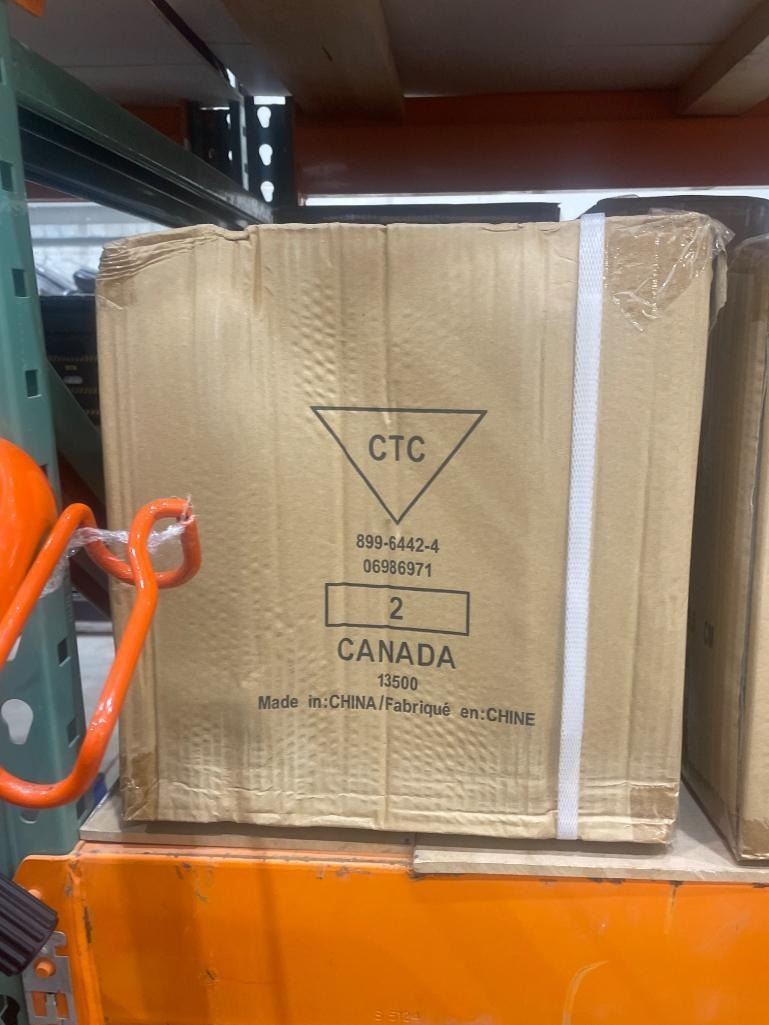 CTC
899-6442-4
06986971
2
CANADA
13500
Made in:CHINA/Fabriqué en:CHINE